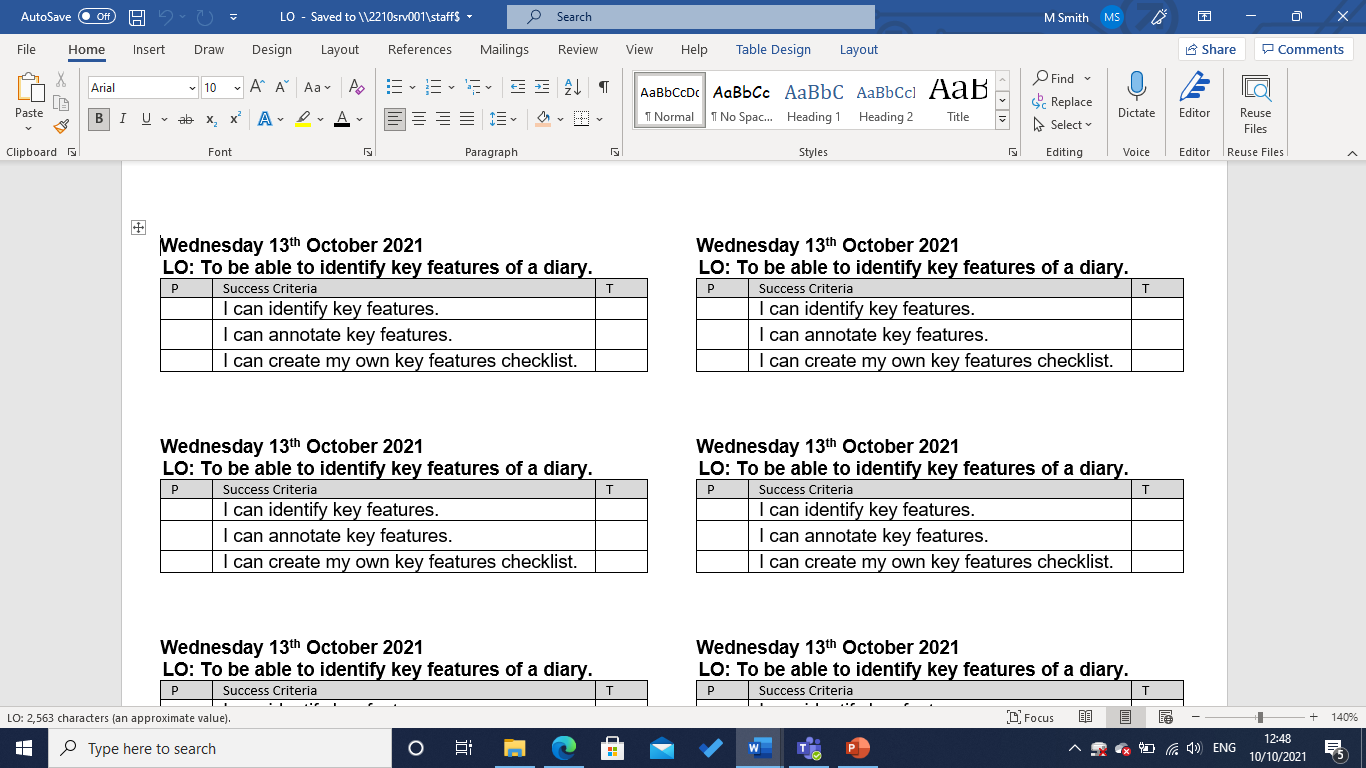 AutoSave Off LO - Saved to \\2210srv001\staff$ Search M Smith MS
File Home Insert Draw Design Layout References Mailings Review View Help Table Design Layout Share Comments
Paste Arial 10 Aa A
B I U ab x₂ x² A A
AaBbCcDc AaBbCc AaBbC AaBbCcI AaB
¶ Normal ¶ No Spac... Heading 1 Heading 2 Title
Find
Replace
Select
Dictate Editor Reuse Files
Clipboard Font Paragraph Styles Editing Voice Editor Reuse Files
Wednesday 13th October 2021 Wednesday 13th October 2021
LO: To be able to identify key features of a diary. LO: To be able to identify key features of a diary.
P Success Criteria T P Success Criteria T
I can identify key features. I can identify key features.
I can annotate key features. I can annotate key features.
I can create my own key features checklist. I can create my own key features checklist.
Wednesday 13th October 2021 Wednesday 13th October 2021
LO: To be able to identify key features of a diary. LO: To be able to identify key features of a diary.
P Success Criteria T P Success Criteria T
I can identify key features. I can identify key features.
I can annotate key features. I can annotate key features.
I can create my own key features checklist. I can create my own key features checklist.
Wednesday 13th October 2021 Wednesday 13th October 2021
LO: To be able to identify key features of a diary. LO: To be able to identify key features of a diary.
P Success Criteria T P Success Criteria T
LO: 2,563 characters (an approximate value). Focus 140%
Type here to search ENG 12:48
10/10/2021 5